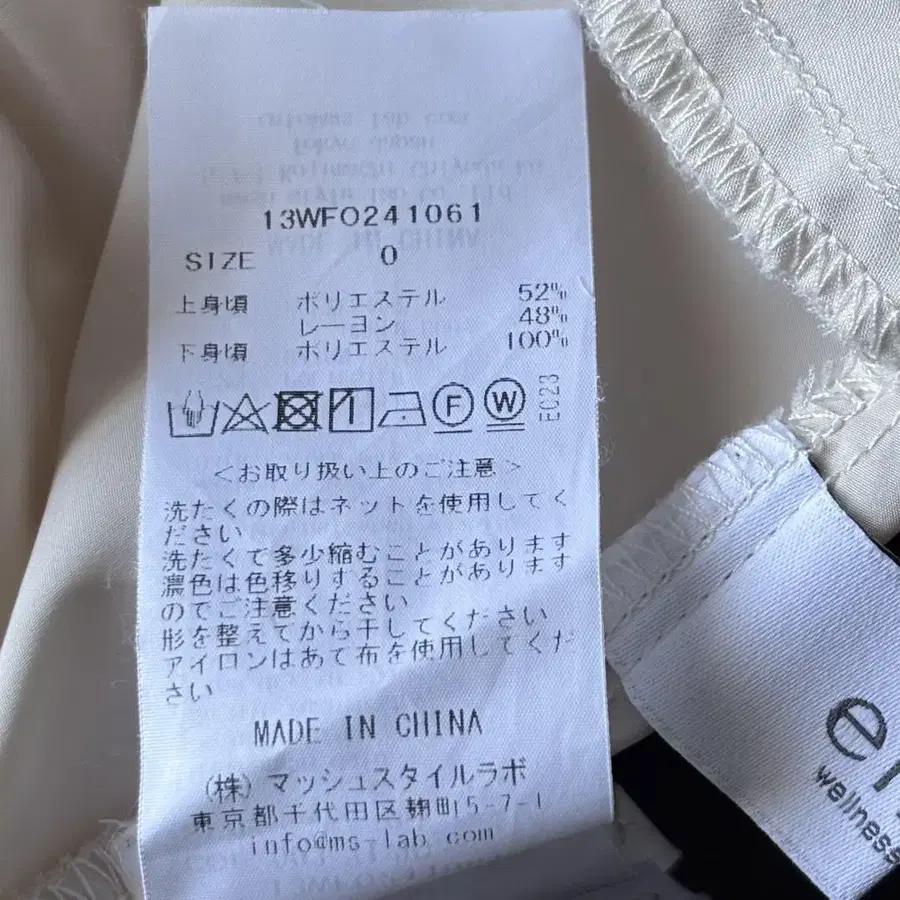 13WFO241061
SIZE 0
上身頃 ポリエステル 52%
レーヨン 48%
下身頃 ポリエステル 100%
F W
EC23
<お取り扱い上のご注意>
洗たくの際はネットを使用してく
ださい
洗たくで多少縮むことがあります
濃色は色移りすることがあります
のでご注意ください
形を整えてから干してください
アイロンはあて布を使用してくだ
さい
MADE IN CHINA
(株)マッシュスタイルラボ
東京都千代田区麹町5-7-1
info@ms-lab.com
wellness